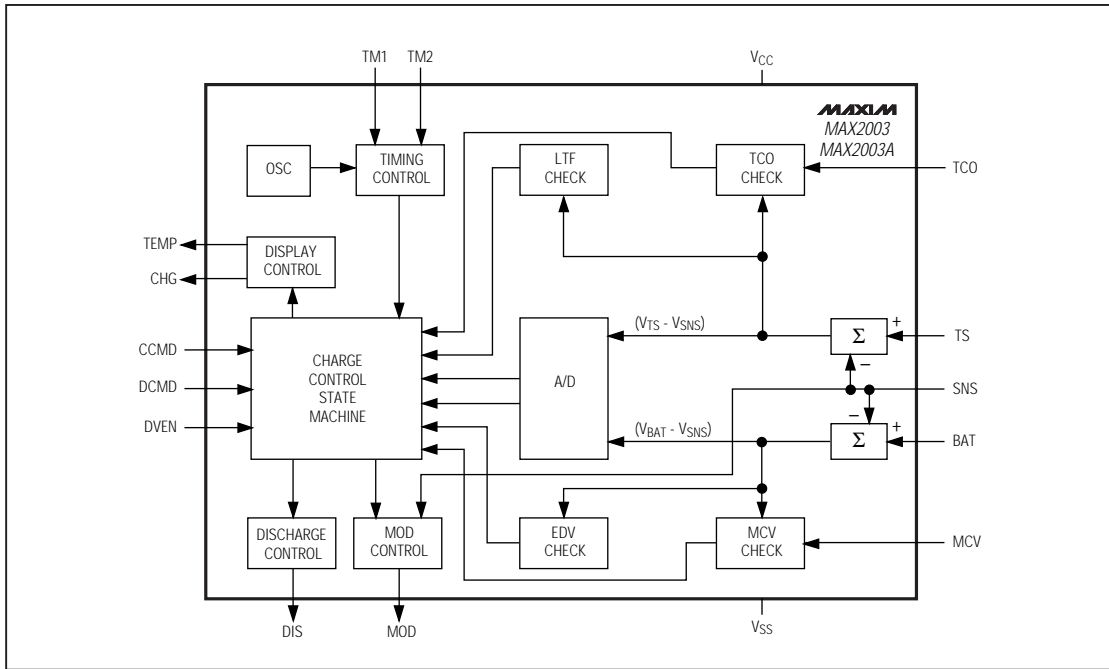 TM1
TM2
VCC
MAXIM
MAX2003
MAX2003A
OSC
TIMING
CONTROL
LTF
CHECK
TCO
CHECK
TCO
TEMP
CHG
DISPLAY
CONTROL
(VTS - VSNS)
Σ
+
–
TS
CCMD
DCMD
DVEN
CHARGE
CONTROL
STATE
MACHINE
A/D
SNS
(VBAT - VSNS)
–
+
Σ
BAT
DISCHARGE
CONTROL
MOD
CONTROL
EDV
CHECK
MCV
CHECK
MCV
DIS
MOD
VSS